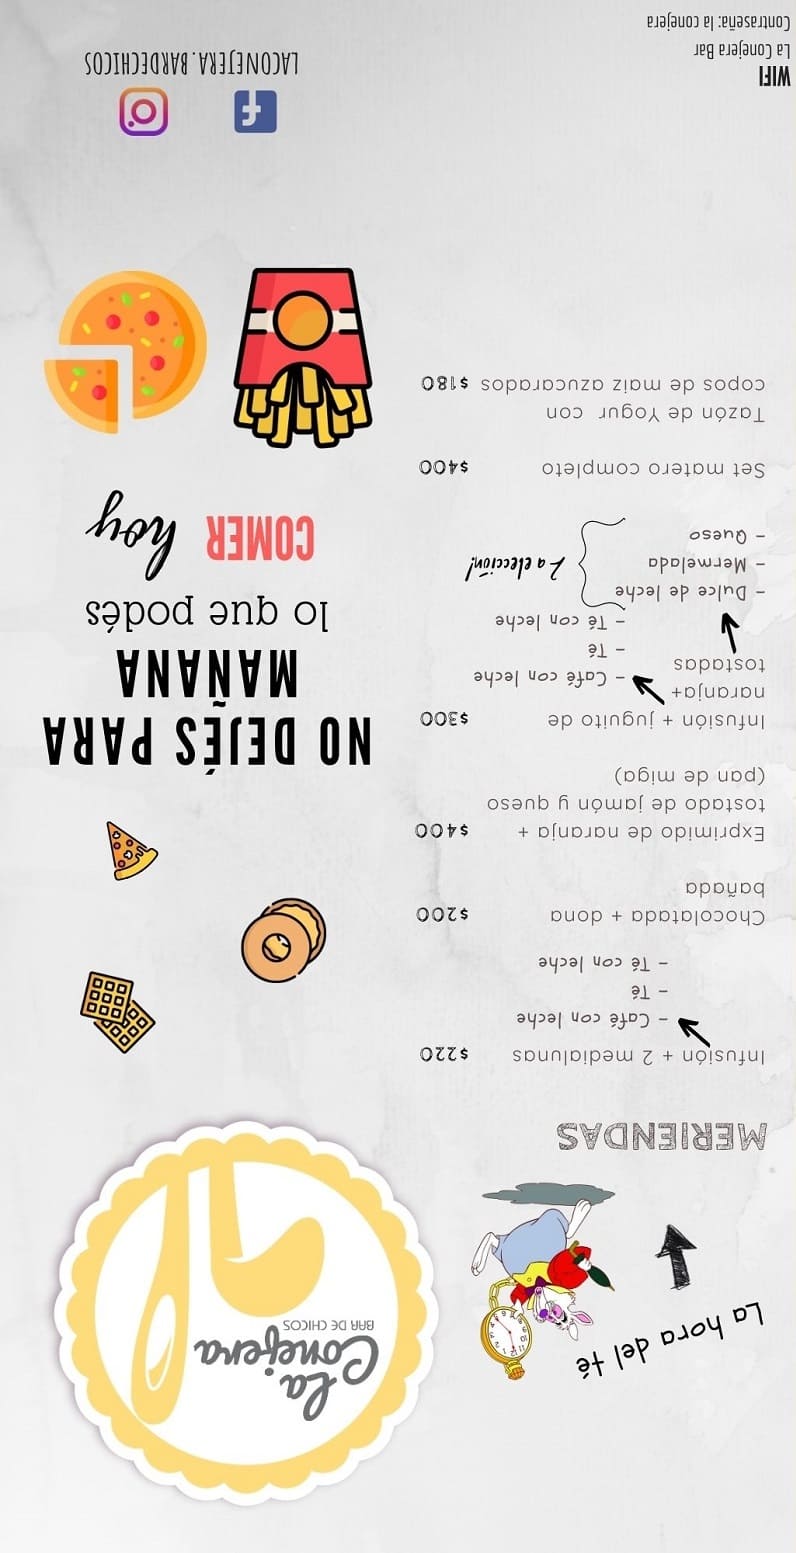 La Conejera
BAR DE CHICOS
La hora del té
MERIENDAS
Infusión + 2 medialunas $220
- Café con leche
- Té
- Té con leche
Chocolatada + dona $200
bañada
Exprimido de naranja + $400
tostado de jamón y queso
(pan de miga)
Infusión + juguito de $300
naranja+
tostadas
- Café con leche
- Té
- Té con leche
- Dulce de leche
- Mermelada
- Queso
2 a elección!
Set matero completo $400
Tazón de Yogur con
copos de maiz azucarados $180
NO DEJÉS PARA
MAÑANA
lo que podés
COMER hoy
LACONEJERA.BARDECHICOS
WIFI
La Conejera Bar
Contraseña: la conejera